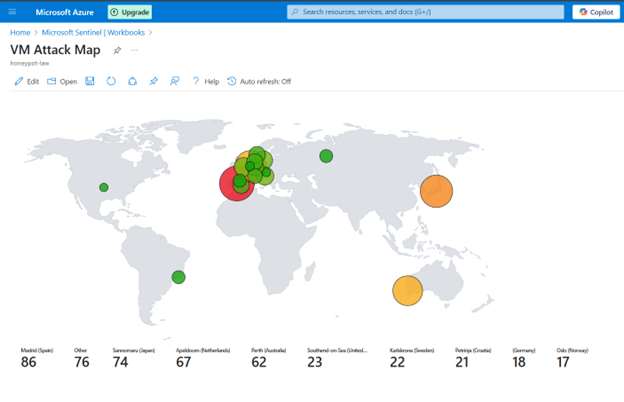 Microsoft Azure
Upgrade
Search resources, services, and docs (G+/)
Copilot
Home > Microsoft Sentinel | Workbooks >
VM Attack Map
...
honeypot-law
Edit Open ? Help Auto refresh: Off
Madrid (Spain) Other Sannomaru (Japan) Apeldoorn (Netherlands) Perth (Australia) Southend-on-Sea (United... Karlskrona (Sweden) Petrinja (Croatia) (Germany) Oslo (Norway)
86 76 74 67 62 23 22 21 18 17